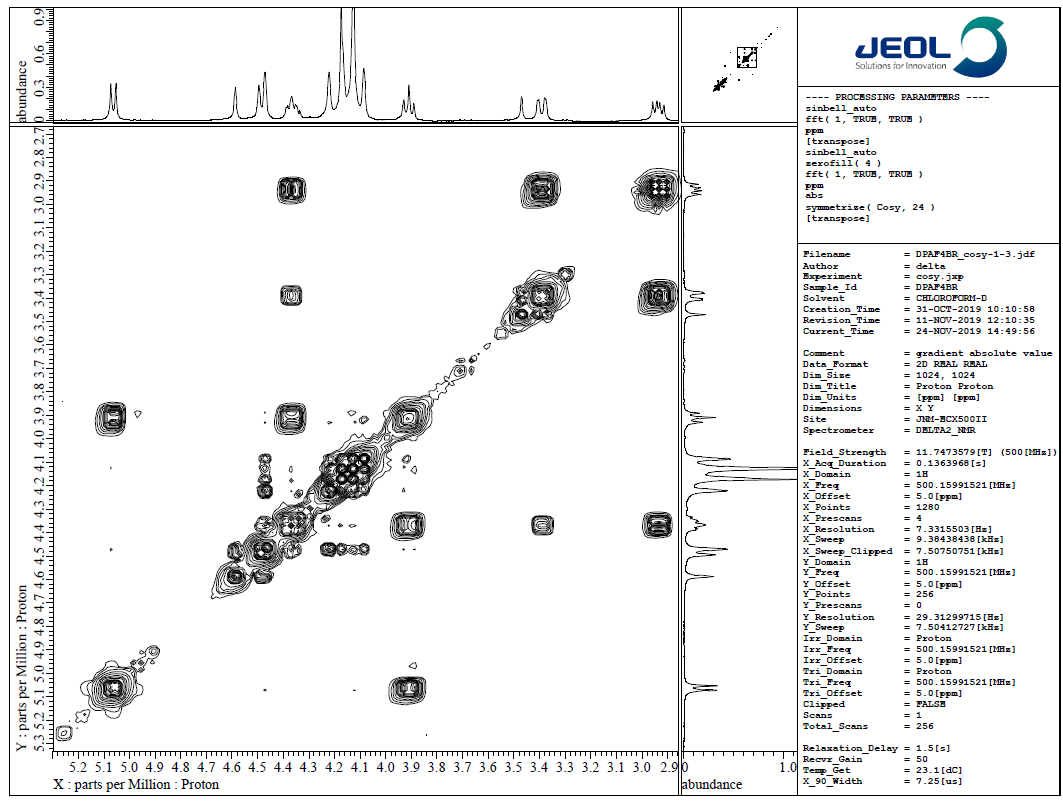 JEOL
Solutions for Innovation
---- PROCESSING PARAMETERS ----
sinbell_auto
fft( 1, TRUE, TRUE )
ppm
[transpose]
sinbell_auto
zerofill( 4 )
fft( 1, TRUE, TRUE )
ppm
abs
symmetrize( Cosy, 24 )
[transpose]
Filename = DPAF4BR_cosy-1-3.jdf
Author = delta
Experiment = cosy.jxp
Sample_Id = DPAF4BR
Solvent = CHLOROFORM-D
Creation_Time = 31-OCT-2019 10:10:58
Revision_Time = 11-NOV-2019 12:10:35
Current_Time = 24-NOV-2019 14:49:56
Comment = gradient absolute value
Data_Format = 2D REAL REAL
Dim_Size = 1024, 1024
Dim_Title = Proton Proton
Dim_Units = [ppm] [ppm]
Dimensions = X Y
Site = JNM-ECX500II
Spectrometer = DELTA2_NMR
Field_Strength = 11.7473579[T] (500[MHz])
X_Acq_Duration = 0.1363968[s]
X_Domain = 1H
X_Freq = 500.15991521[MHz]
X_Offset = 5.0[ppm]
X_Points = 1280
X_Prescans = 4
X_Resolution = 7.3315503[Hz]
X_Sweep = 9.38438438[kHz]
X_Sweep_Clipped = 7.50750751[kHz]
Y_Domain = 1H
Y_Freq = 500.15991521[MHz]
Y_Offset = 5.0[ppm]
Y_Points = 256
Y_Prescans = 0
Y_Resolution = 29.31299715[Hz]
Y_Sweep = 7.50412727[kHz]
Irr_Domain = Proton
Irr_Freq = 500.15991521[MHz]
Irr_Offset = 5.0[ppm]
Tri_Domain = Proton
Tri_Freq = 500.15991521[MHz]
Tri_Offset = 5.0[ppm]
Clipped = FALSE
Scans = 1
Total_Scans = 256
Relaxation_Delay = 1.5[s]
Recvr_Gain = 50
Temp_Get = 23.1[dC]
X_90_Width = 7.25[us]
abundance
0 0.3 0.6 0.9
Y : parts per Million : Proton
5.3 5.2 5.1 5.0 4.9 4.8 4.7 4.6 4.5 4.4 4.3 4.2 4.1 4.0 3.9 3.8 3.7 3.6 3.5 3.4 3.3 3.2 3.1 3.0 2.9 2.8 2.7
5.2 5.1 5.0 4.9 4.8 4.7 4.6 4.5 4.4 4.3 4.2 4.1 4.0 3.9 3.8 3.7 3.6 3.5 3.4 3.3 3.2 3.1 3.0 2.9
X : parts per Million : Proton
0 1.0
abundance